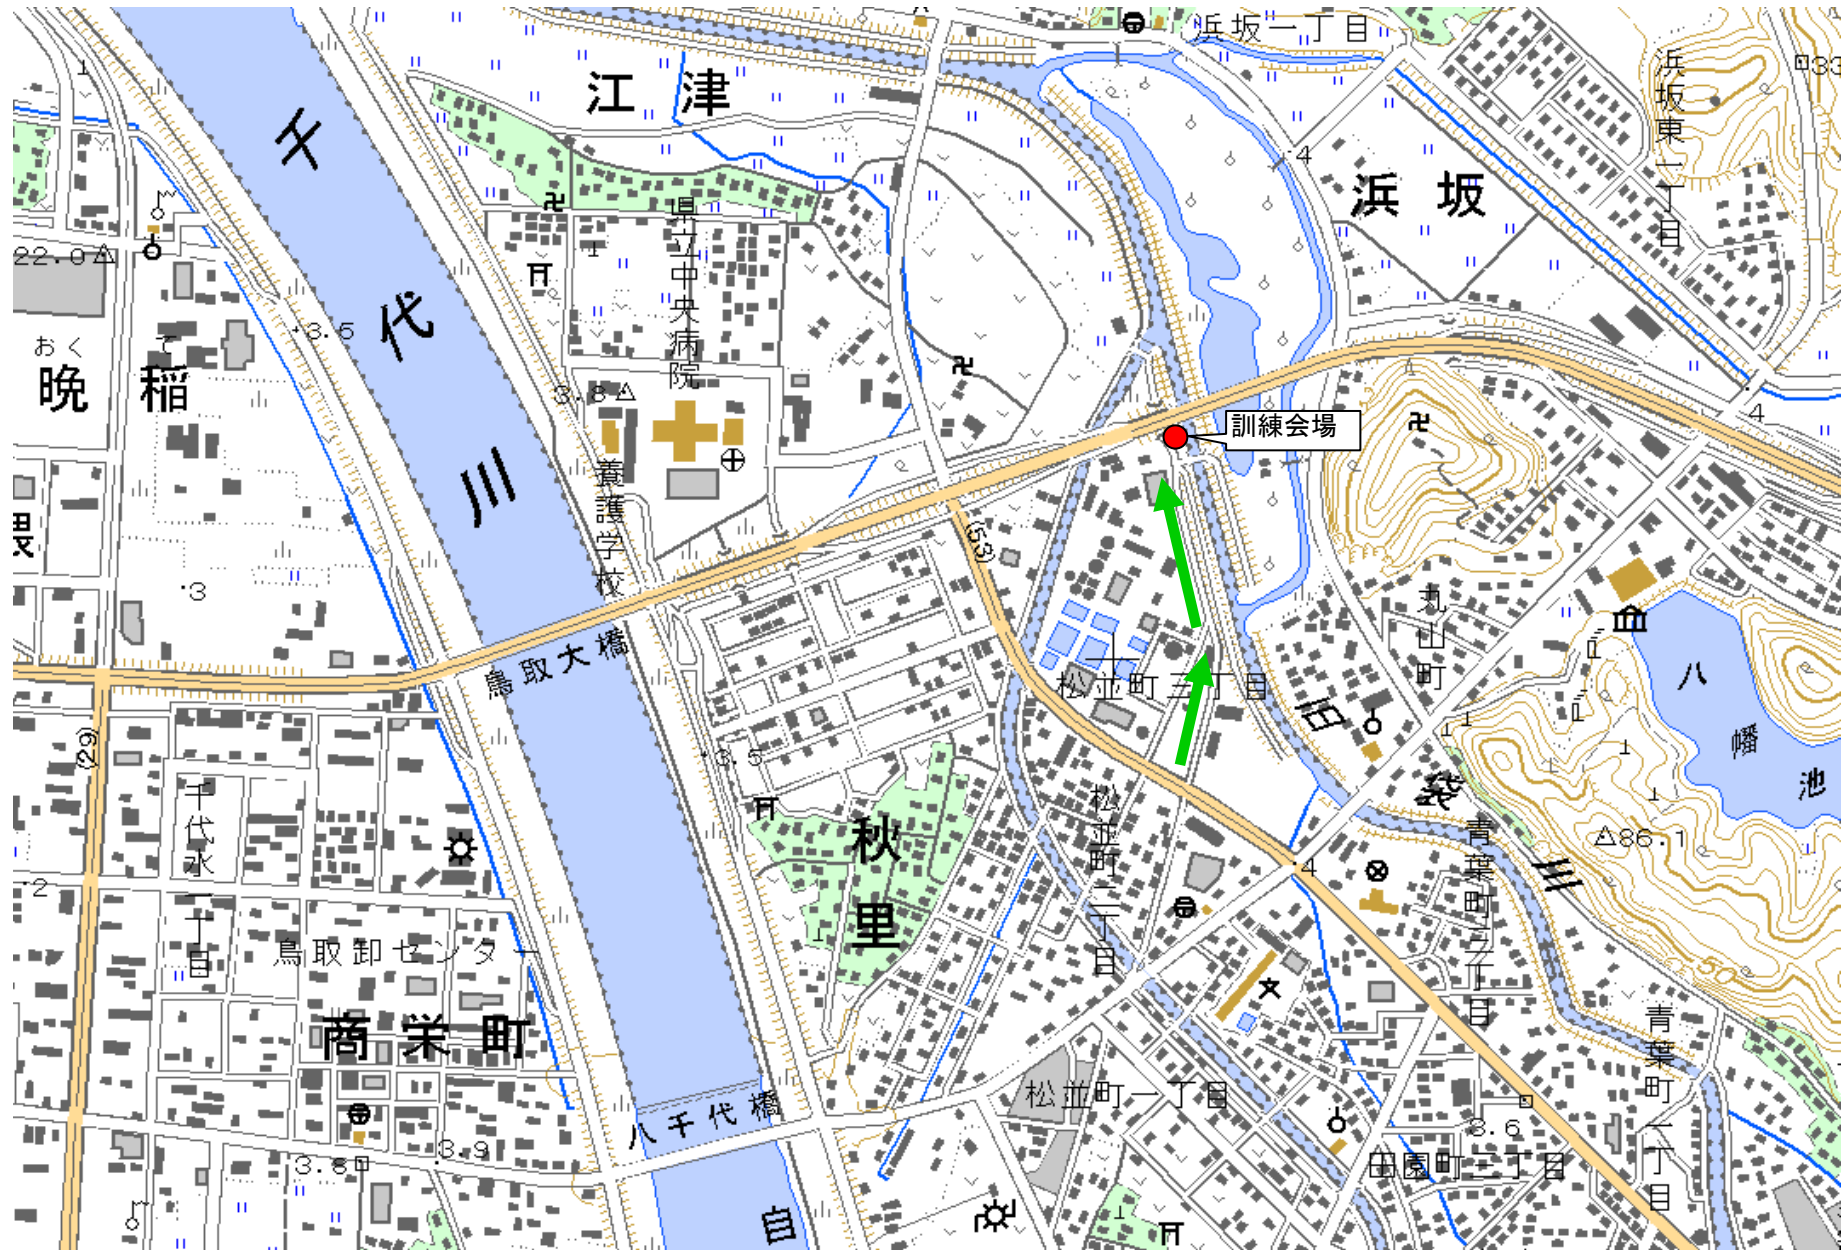 浜坂一丁目
江津
浜坂東一丁目
33
千代川
4
浜坂
県立中央病院
22.0
3.5
おくて
晩稲
3.8
4
訓練会場
養護学校
53
3
丸山町
鳥取大橋
松並町三丁目
八幡池
旧袋川
29
3.5
千代水一丁目
松並町二丁目
秋里
86.1
青葉町三丁目
4
2
鳥取卸センター
50
商栄町
青葉町一丁目
松並町一丁目
八千代橋
3.6
3.9
3.8
田園町三丁目
自